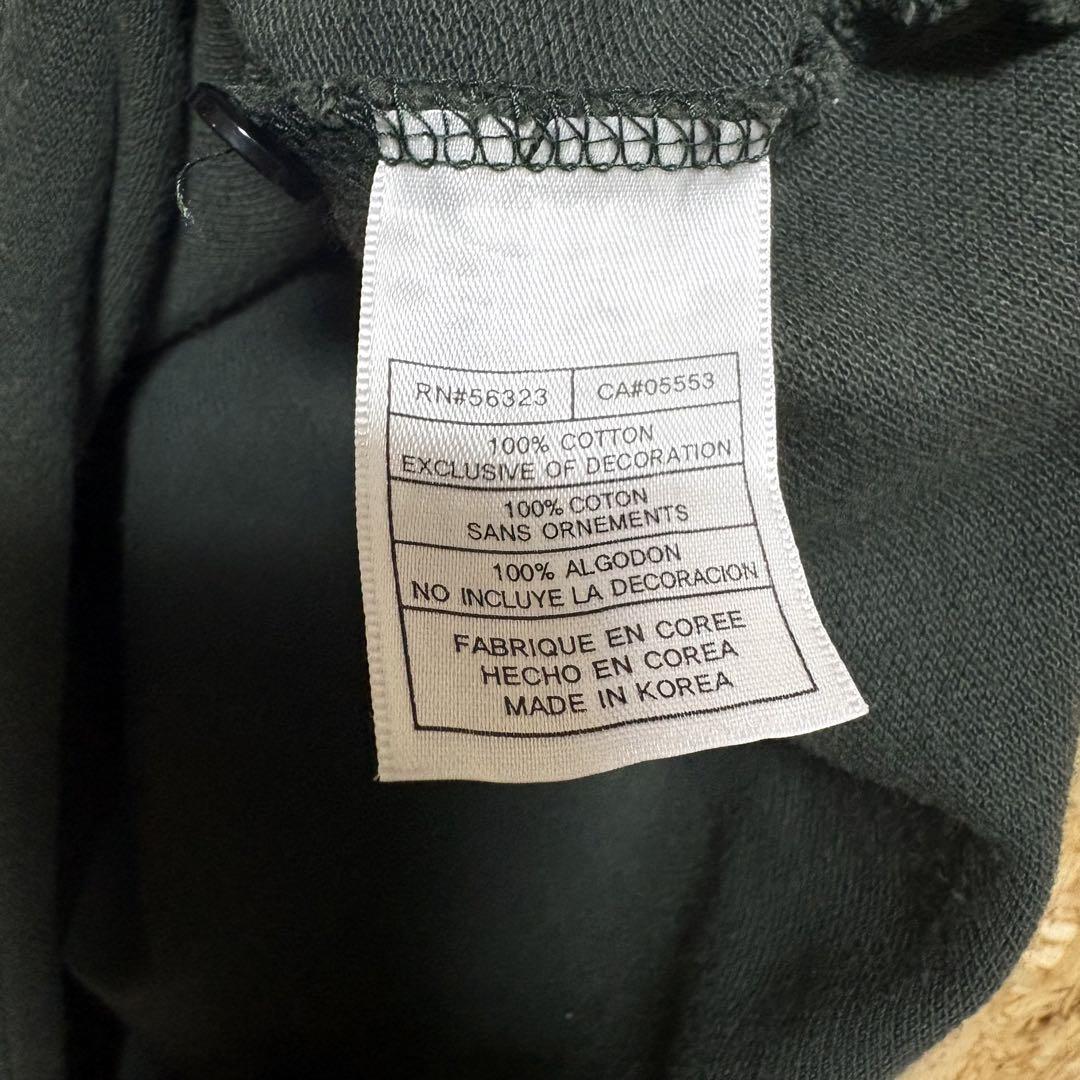 RN#56323 CA#05553
100% COTTON
EXCLUSIVE OF DECORATION
100% COTON
SANS ORNEMENTS
100% ALGODON
NO INCLUYE LA DECORACION
FABRIQUE EN COREE
HECHO EN COREA
MADE IN KOREA